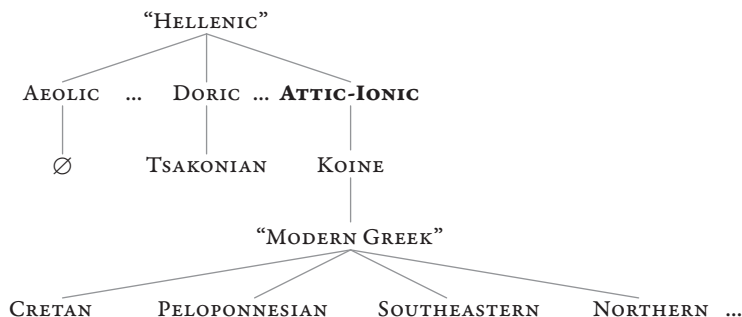 “Hellenic”
Aeolic ... Doric ... Attic-Ionic
∅ Tsakonian Koine
“Modern Greek”
Cretan Peloponnesian Southeastern Northern ...